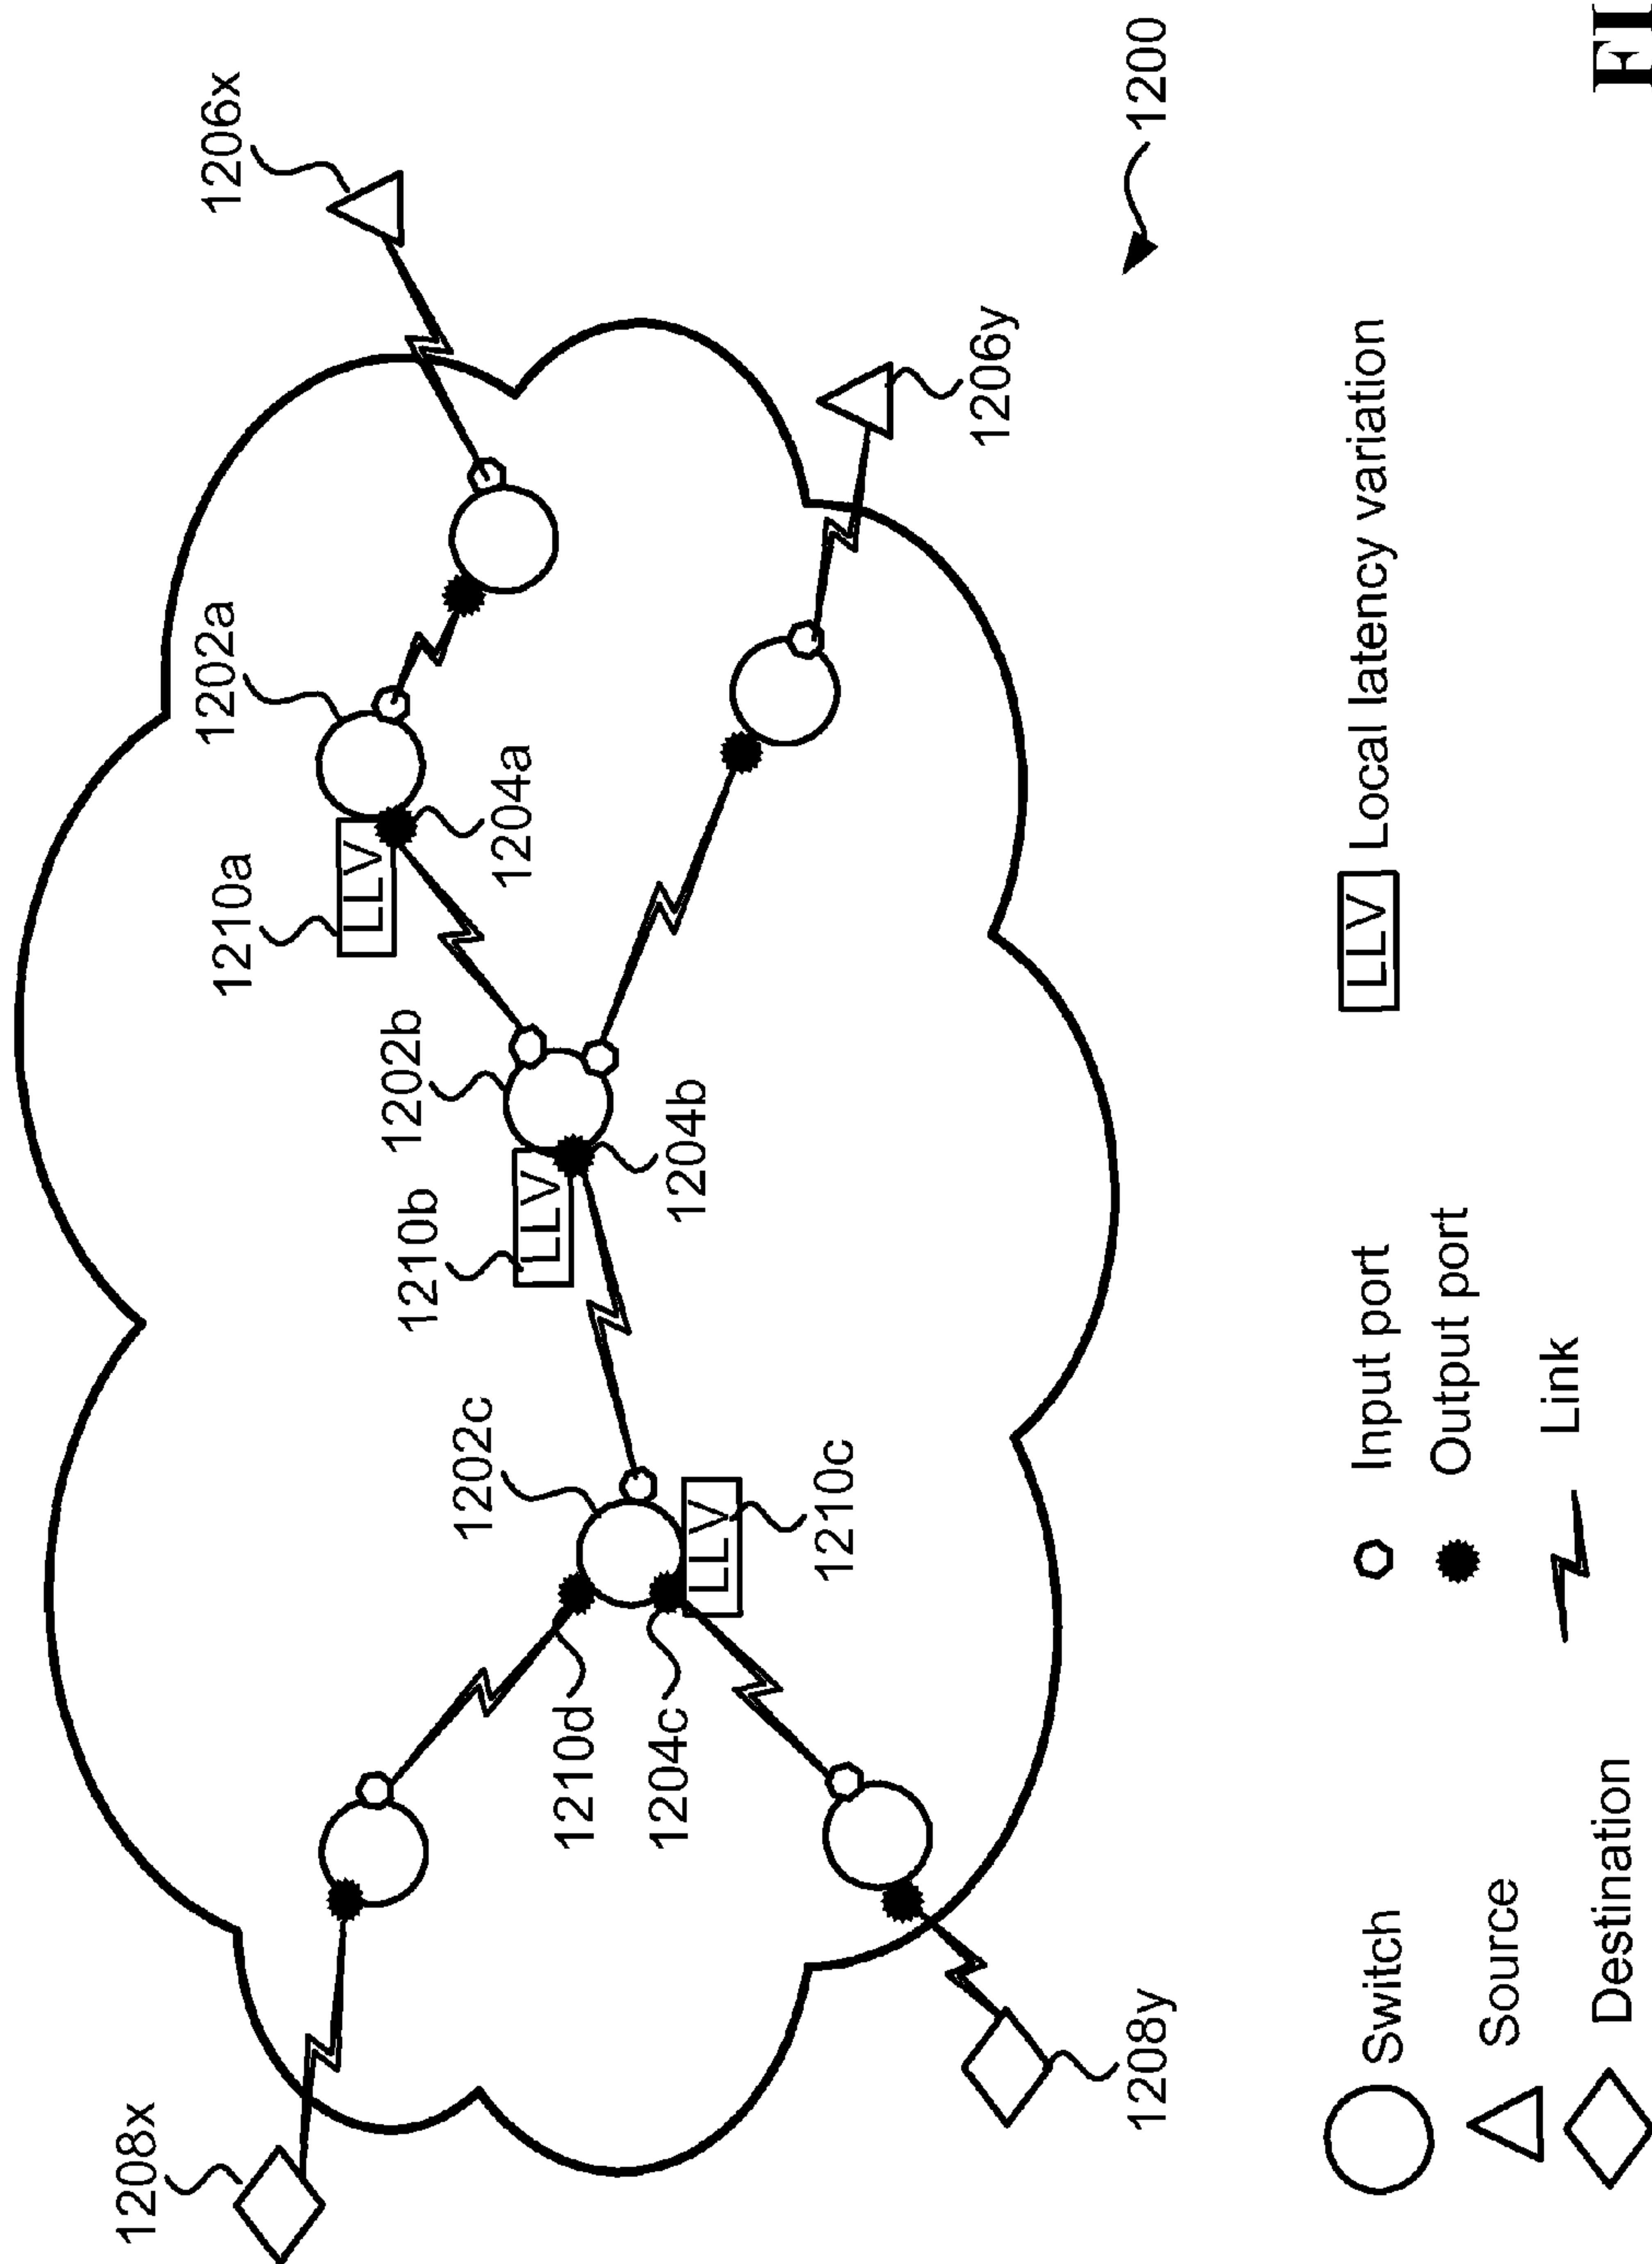 1208x
1202a
1206x
1210a
LLV
1202b
1210b
1202c
1204a
LLV
1210d
1204c
1204b
LLV
1210c
1206y
1208y
1200
Switch
Input port
LLV Local latency variation
Output port
Source
Link
Destination
FI